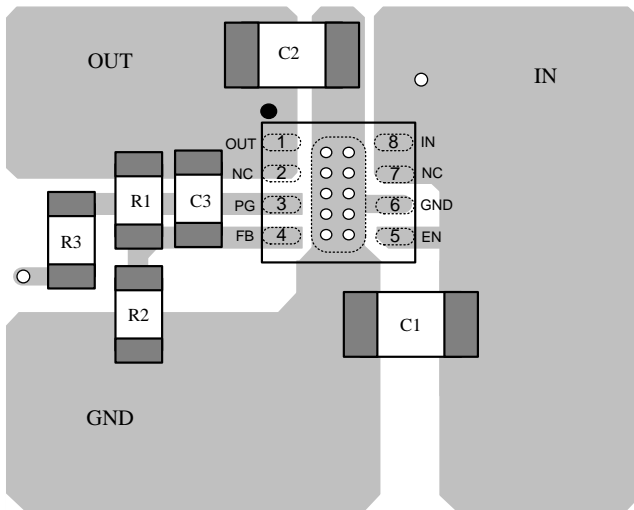 C2
OUT
IN
OUT 1 8 IN
NC 2 7 NC
R1 C3 PG 3 6 GND
R3 FB 4 5 EN
R2 C1
GND